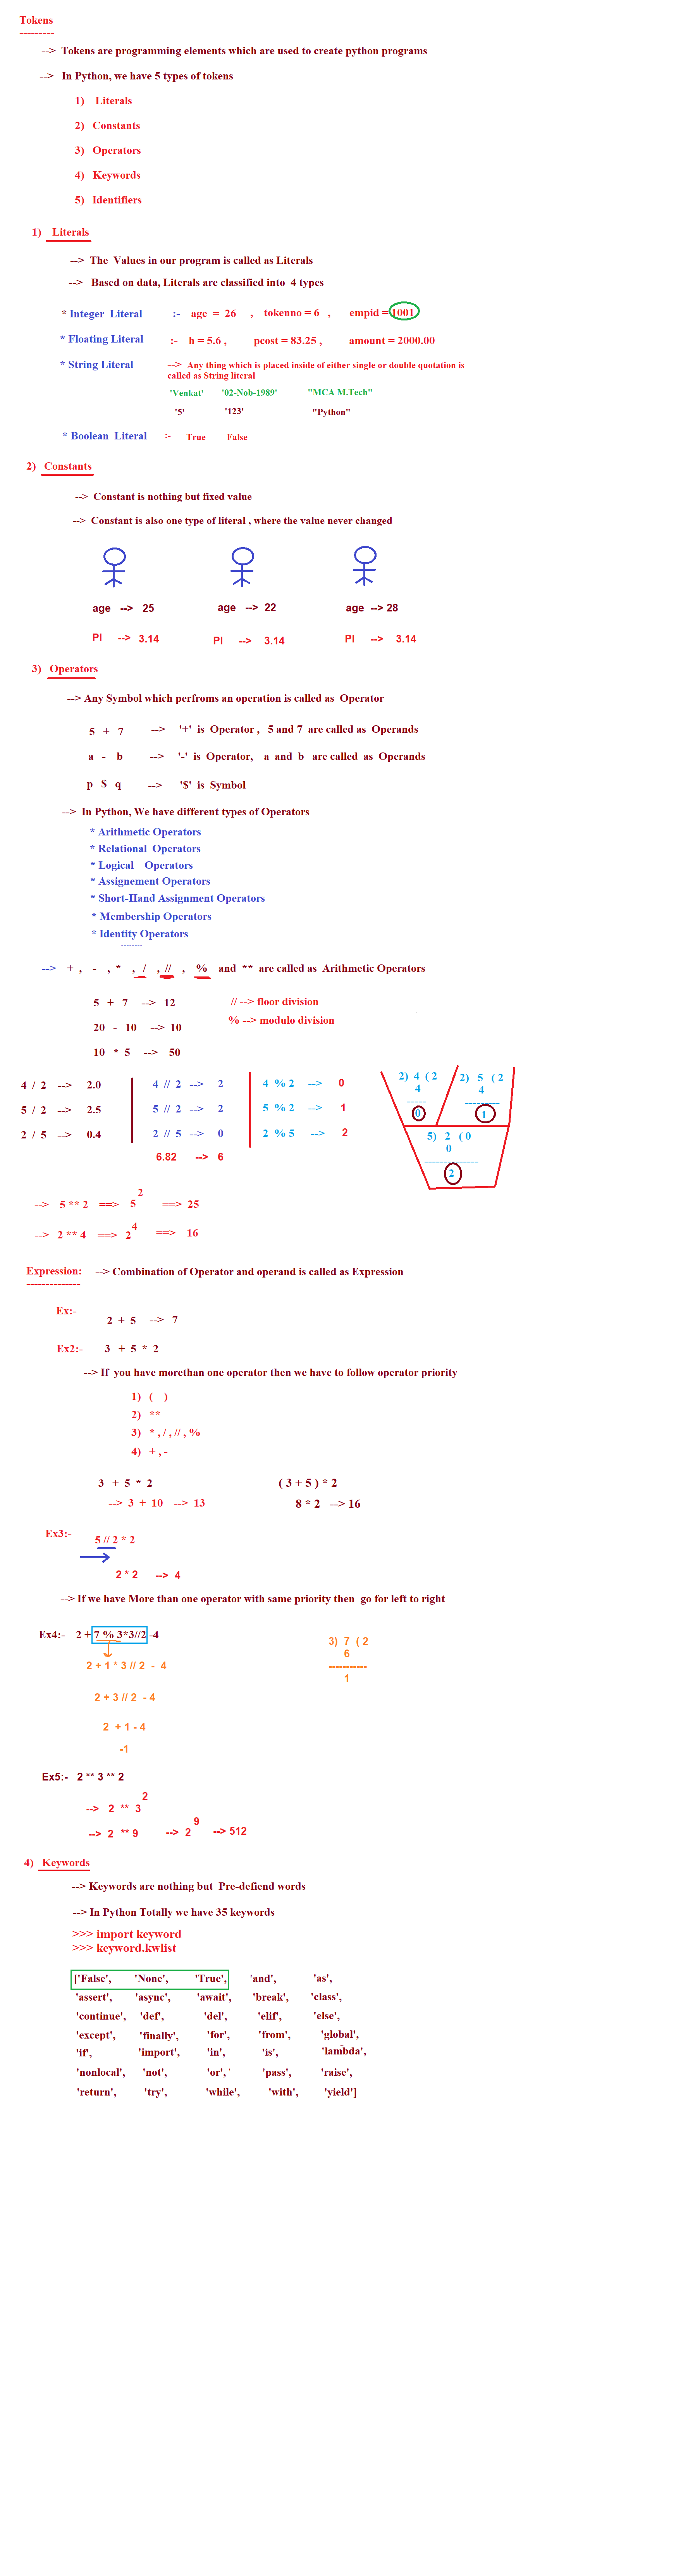 Tokens
---------
--> Tokens are programming elements which are used to create python programs
--> In Python, we have 5 types of tokens
1) Literals
2) Constants
3) Operators
4) Keywords
5) Identifiers
1) Literals
--> The Values in our program is called as Literals
--> Based on data, Literals are classified into 4 types
* Integer Literal :- age = 26 , tokenno = 6 , empid = 1001
* Floating Literal :- h = 5.6 , pcost = 83.25 , amount = 2000.00
* String Literal --> Any thing which is placed inside of either single or double quotation is
called as String literal
'Venkat' '02-Nob-1989' "MCA M.Tech"
'5' '123' "Python"
* Boolean Literal :- True False
2) Constants
--> Constant is nothing but fixed value
--> Constant is also one type of literal , where the value never changed
age --> 25 age --> 22 age --> 28
PI --> 3.14 PI --> 3.14 PI --> 3.14
3) Operators
--> Any Symbol which perfroms an operation is called as Operator
5 + 7 --> '+' is Operator , 5 and 7 are called as Operands
a - b --> '-' is Operator, a and b are called as Operands
p $ q --> '$' is Symbol
--> In Python, We have different types of Operators
* Arithmetic Operators
* Relational Operators
* Logical Operators
* Assignement Operators
* Short-Hand Assignment Operators
* Membership Operators
* Identity Operators
--------
--> + , - , * , / , // , % and ** are called as Arithmetic Operators
5 + 7 --> 12 // --> floor division
20 - 10 --> 10 % --> modulo division
10 * 5 --> 50
4 / 2 --> 2.0 4 // 2 --> 2 4 % 2 --> 0 2) 4 ( 2 2) 5 ( 2
4 4
----- ----------
5 / 2 --> 2.5 5 // 2 --> 2 5 % 2 --> 1 0 1
2 / 5 --> 0.4 2 // 5 --> 0 2 % 5 --> 2 5) 2 ( 0
0
--------------
6.82 --> 6 2
--> 5 ** 2 ==> 5 2 ==> 25
--> 2 ** 4 ==> 2 4 ==> 16
Expression: --> Combination of Operator and operand is called as Expression
--------------
Ex:-
2 + 5 --> 7
Ex2:- 3 + 5 * 2
--> If you have morethan one operator then we have to follow operator priority
1) ( )
2) **
3) * , / , // , %
4) + , -
3 + 5 * 2 ( 3 + 5 ) * 2
--> 3 + 10 --> 13 8 * 2 --> 16
Ex3:- 5 // 2 * 2
2 * 2 --> 4
--> If we have More than one operator with same priority then go for left to right
Ex4:- 2 + 7 % 3*3//2 -4 3) 7 ( 2
6
-----------
1
2 + 1 * 3 // 2 - 4
2 + 3 // 2 - 4
2 + 1 - 4
-1
Ex5:- 2 ** 3 ** 2
--> 2 ** 3 2
--> 2 ** 9 --> 2 9 --> 512
4) Keywords
--> Keywords are nothing but Pre-defiend words
--> In Python Totally we have 35 keywords
>>> import keyword
>>> keyword.kwlist
['False', 'None', 'True', 'and', 'as',
'assert', 'async', 'await', 'break', 'class',
'continue', 'def', 'del', 'elif', 'else',
'except', 'finally', 'for', 'from', 'global',
'if', 'import', 'in', 'is', 'lambda',
'nonlocal', 'not', 'or', 'pass', 'raise',
'return', 'try', 'while', 'with', 'yield']